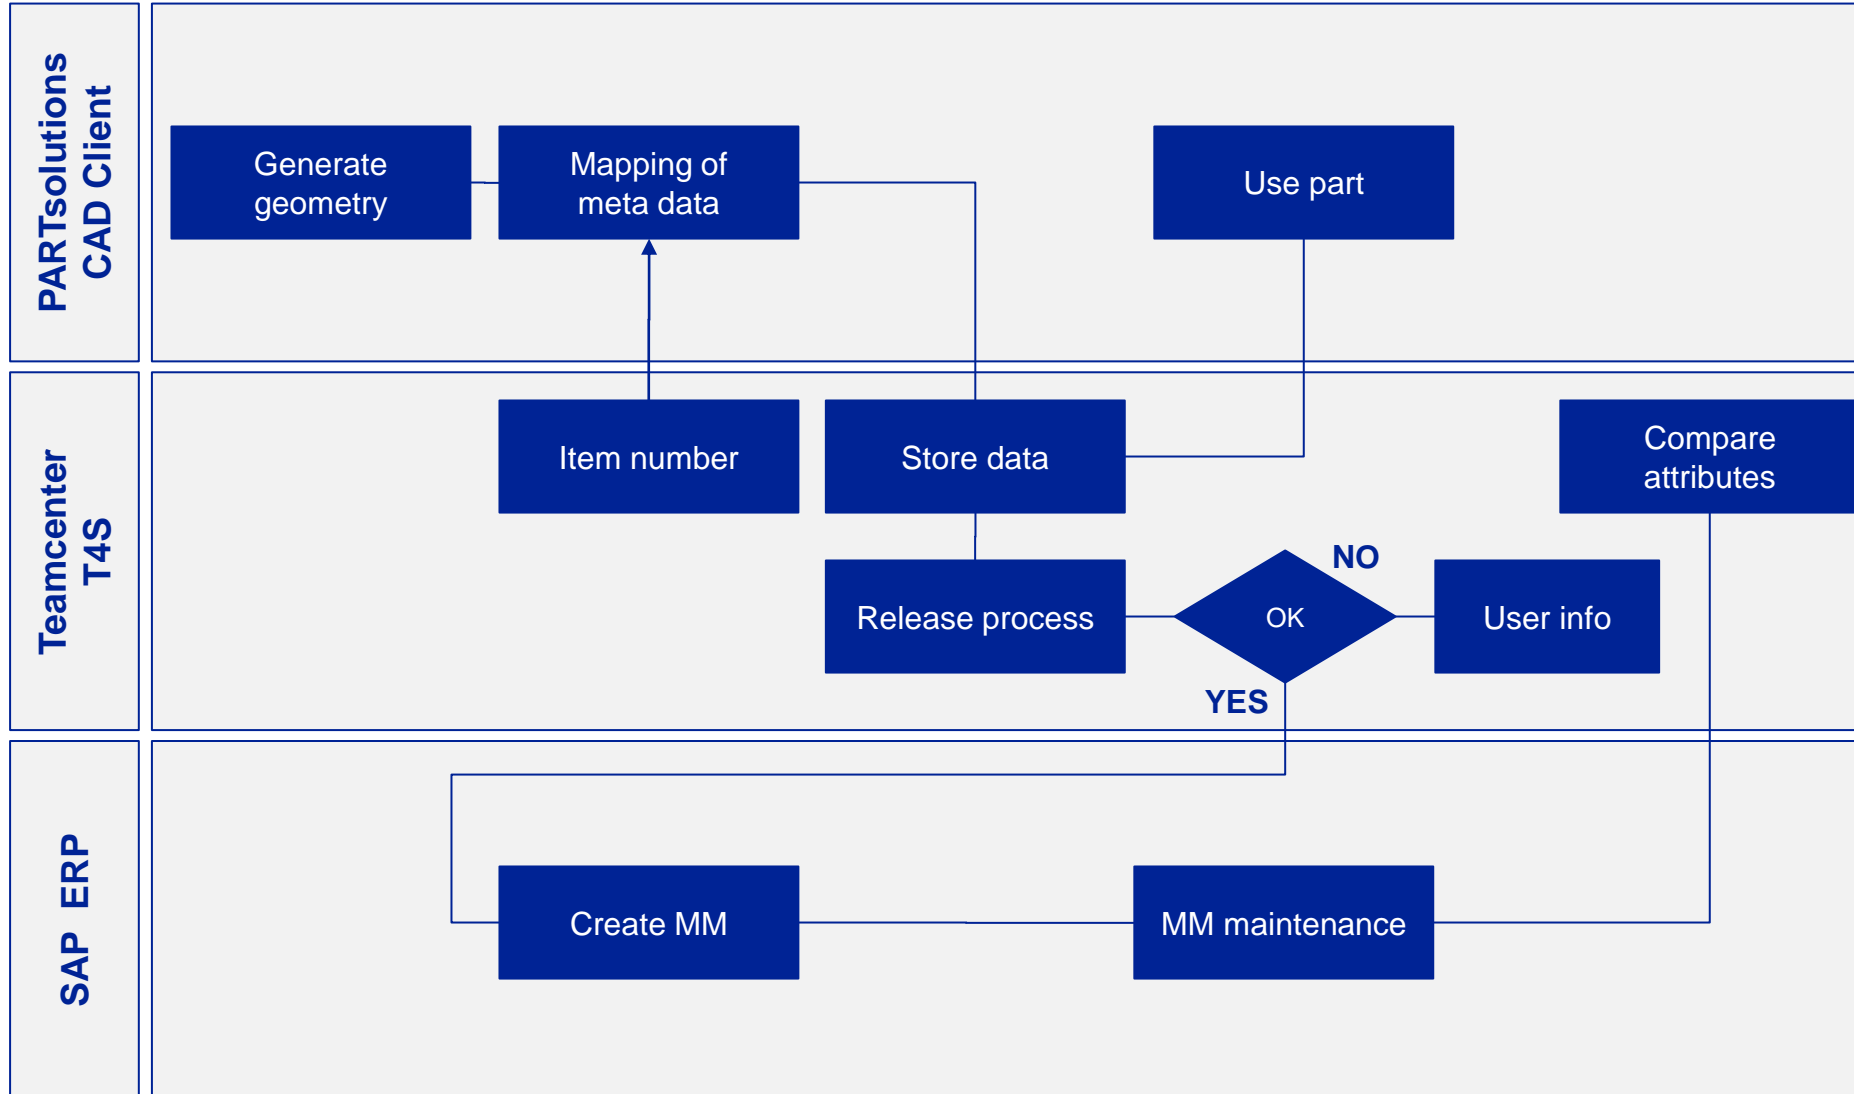 PARTsolutions
CAD Client
Generate
geometry
Mapping of
meta data
Use part
Teamcenter
T4S
Item number
Store data
Compare
attributes
Release process
OK
NO
User info
YES
SAP ERP
Create MM
MM maintenance